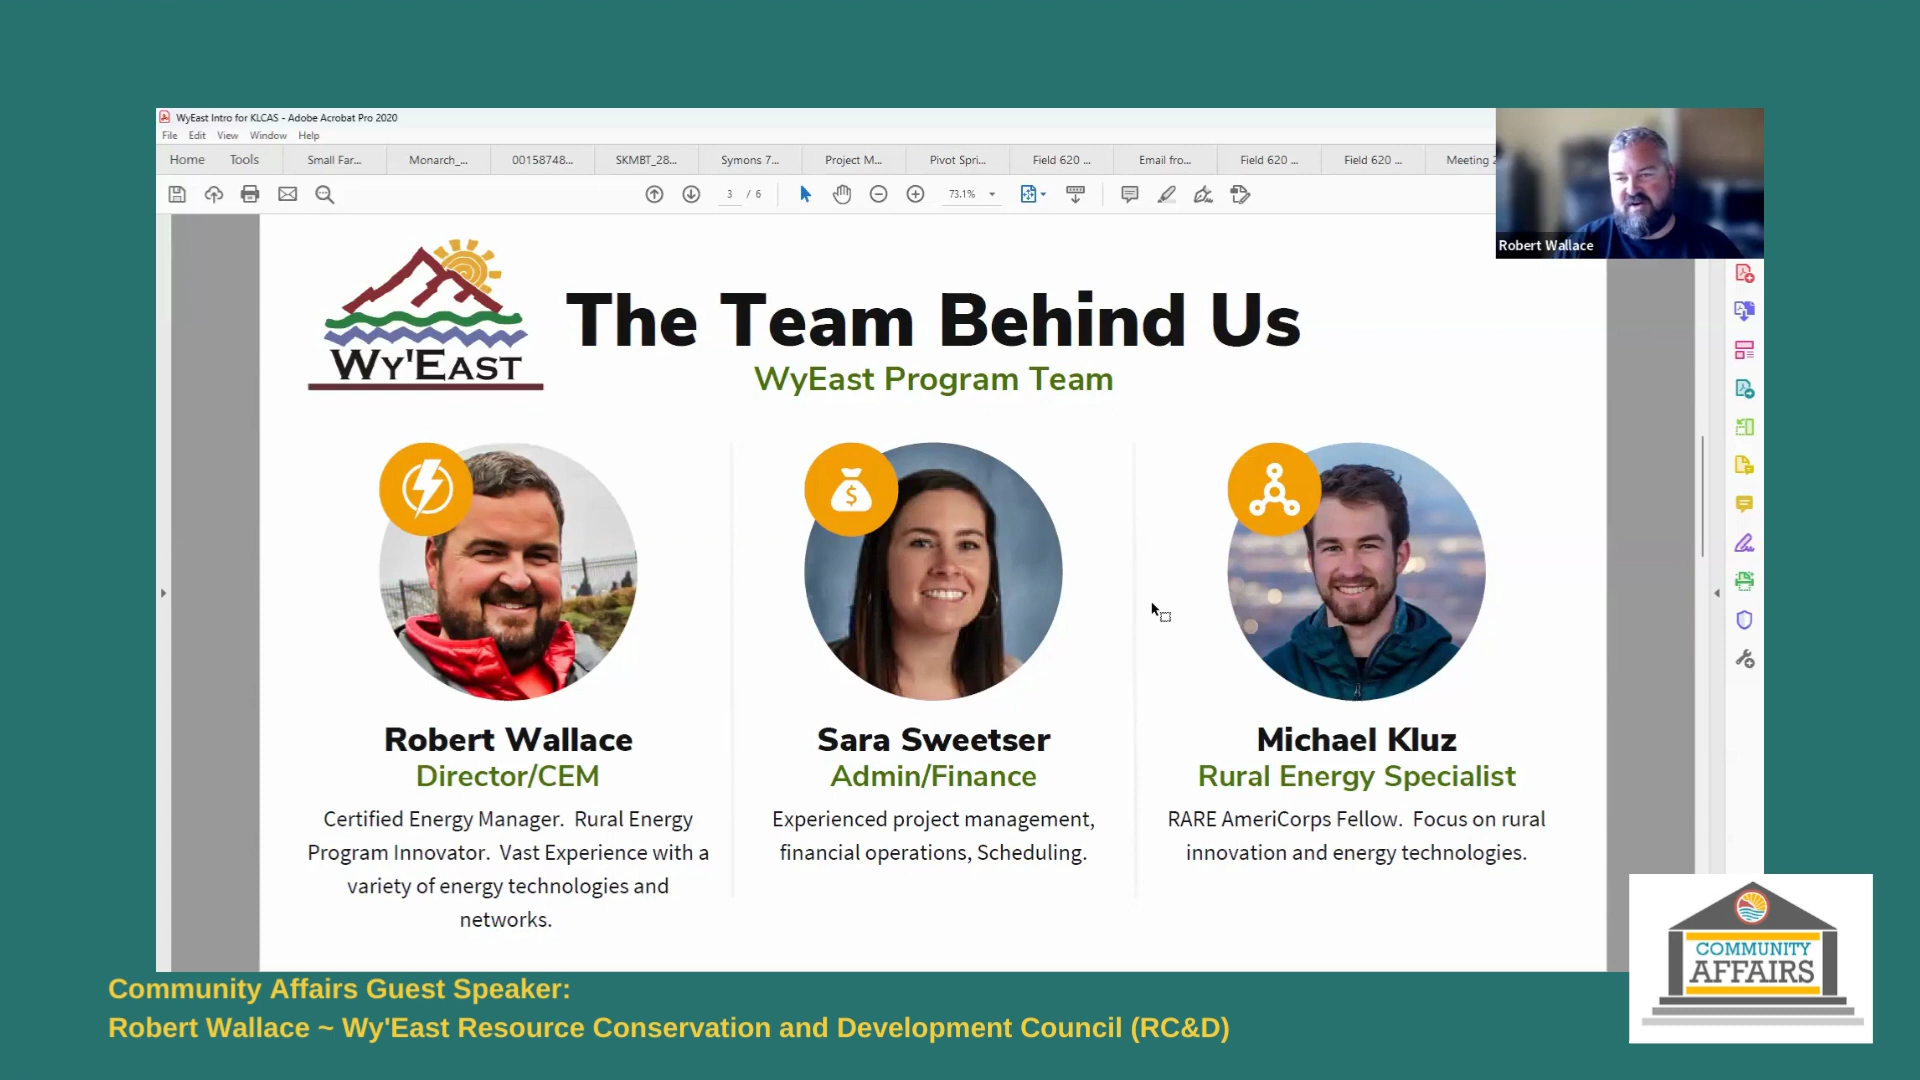 WyEast Intro for KLCAS - Adobe Acrobat Pro 2020
File Edit View Window Help
Home Tools Small Far... Monarch_... 00158748... SKMBT_28... Symons 7... Project M... Pivot Spri... Field 620 ... Email fro... Field 620 ... Field 620 ... Meeting
3 / 6 73.1%
Robert Wallace
WY'EAST
The Team Behind Us
WyEast Program Team
$
Robert Wallace
Director/CEM
Certified Energy Manager. Rural Energy
Program Innovator. Vast Experience with a
variety of energy technologies and
networks.
Sara Sweetser
Admin/Finance
Experienced project management,
financial operations, Scheduling.
Michael Kluz
Rural Energy Specialist
RARE AmeriCorps Fellow. Focus on rural
innovation and energy technologies.
COMMUNITY
AFFAIRS
Community Affairs Guest Speaker:
Robert Wallace ~ Wy'East Resource Conservation and Development Council (RC&D)